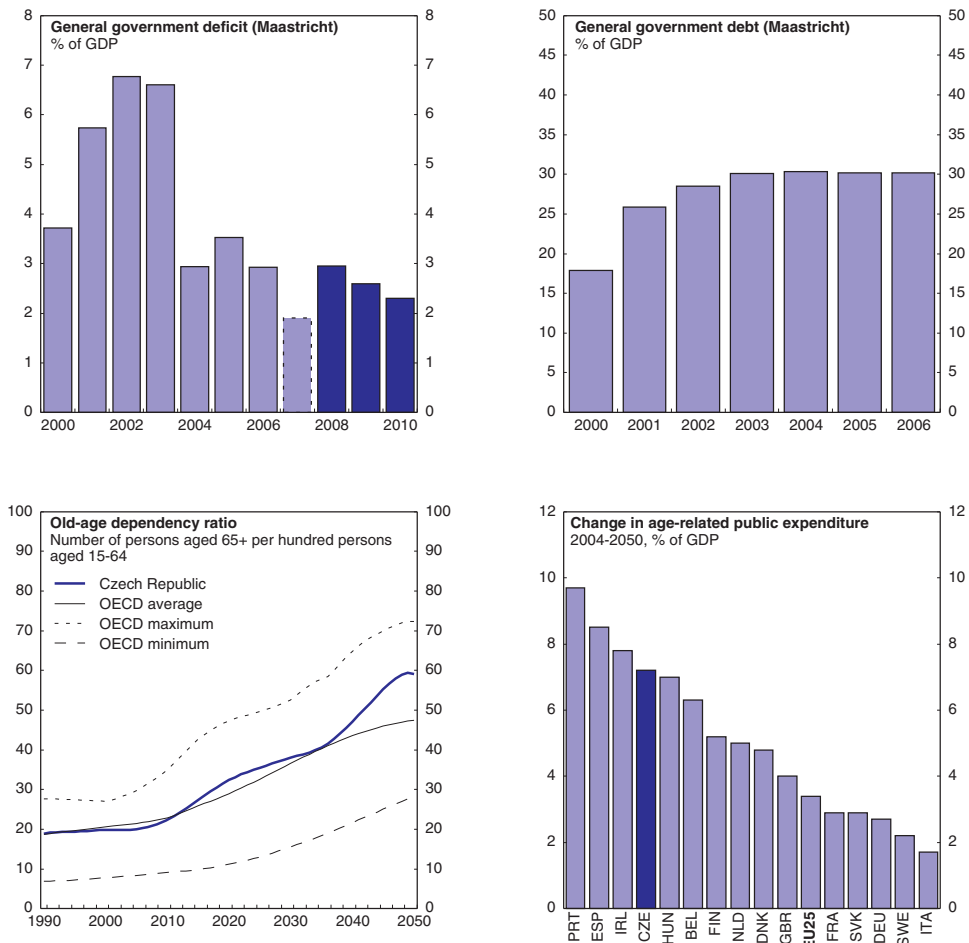 General government deficit (Maastricht)
% of GDP
8 8
7 7
6 6
5 5
4 4
3 3
2 2
1 1
0 0
2000 2002 2004 2006 2008 2010
General government debt (Maastricht)
% of GDP
50 50
45 45
40 40
35 35
30 30
25 25
20 20
15 15
10 10
5 5
0 0
2000 2001 2002 2003 2004 2005 2006
Old-age dependency ratio
Number of persons aged 65+ per hundred persons
aged 15-64
Czech Republic
OECD average
OECD maximum
OECD minimum
100 100
90 90
80 80
70 70
60 60
50 50
40 40
30 30
20 20
10 10
0 0
1990 2000 2010 2020 2030 2040 2050
Change in age-related public expenditure
2004-2050, % of GDP
12 12
10 10
8 8
6 6
4 4
2 2
0 0
PRT ESP IRL CZE HUN BEL FIN NLD DNK GBR EU25 FRA SVK DEU SWE ITA